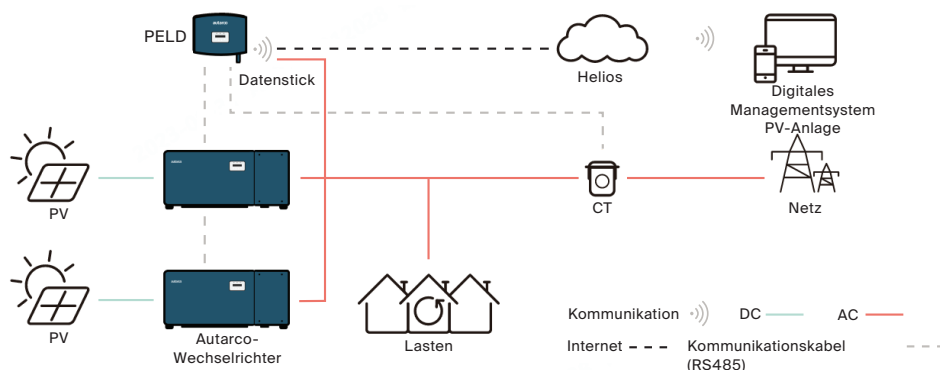 PELD
Datenstick
Helios
Digitales
Managementsystem
PV-Anlage
PV
CT
Netz
PV
Autarco-
Wechselrichter
Lasten
Kommunikation
DC
AC
Internet
Kommunikationskabel
(RS485)